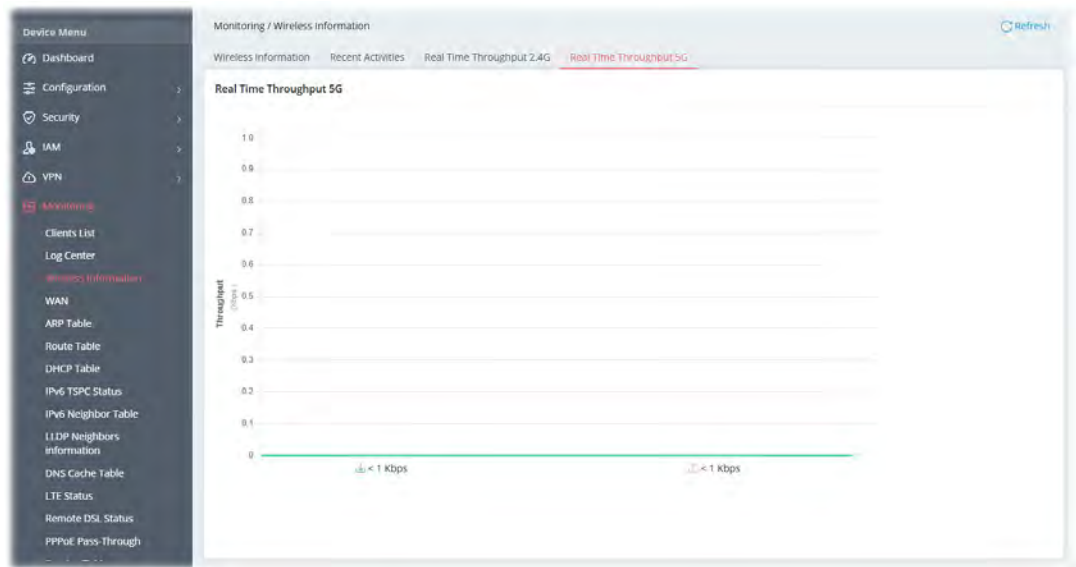 Device Menu
Dashboard
Configuration
Security
IAM
VPN
Monitoring
Clients List
Log Center
Wireless Information
WAN
ARP Table
Route Table
DHCP Table
IPv6 TSPC Status
IPv6 Neighbor Table
LLDP Neighbors
Information
DNS Cache Table
LTE Status
Remote DSL Status
PPPoE Pass-Through
Monitoring / Wireless Information
Refresh
Wireless Information Recent Activities Real Time Throughput 2.4G Real Time Throughput 5G
Real Time Throughput 5G
1.0
0.9
0.8
0.7
0.6
0.5
0.4
0.3
0.2
0.1
0
Throughput
< 1 Kbps
< 1 Kbps